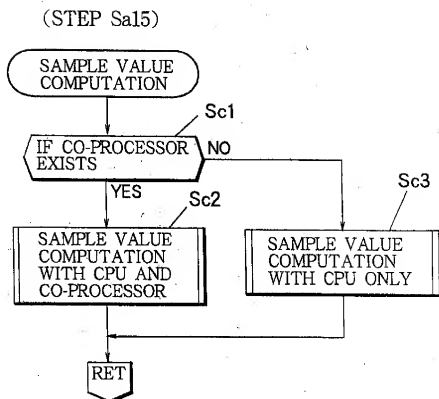 (STEP Sa15)
SAMPLE VALUE
COMPUTATION
Sc1
IF CO-PROCESSOR
EXISTS
NO
YES
Sc2
SAMPLE VALUE
COMPUTATION
WITH CPU AND
CO-PROCESSOR
Sc3
SAMPLE VALUE
COMPUTATION
WITH CPU ONLY
RET